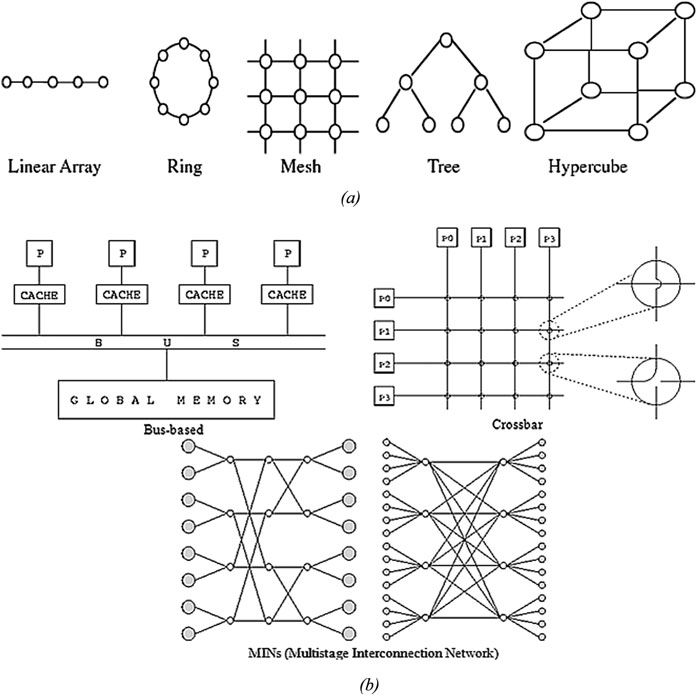 Linear Array Ring Mesh Tree Hypercube
(a)
P P P P
CACHE CACHE CACHE CACHE
B U S
GLOBAL MEMORY
Bus-based
P0 P1 P2 P3
P0
P1
P2
P3
Crossbar
MINs (Multistage Interconnection Network)
(b)